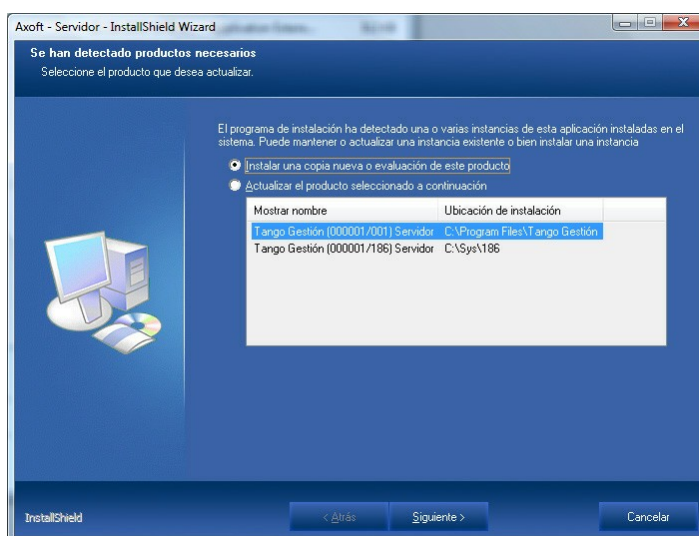 Axoft - Servidor - InstallShield Wizard
Se han detectado productos necesarios
Seleccione el producto que desea actualizar.
El programa de instalación ha detectado una o varias instancias de esta aplicación instaladas en el
sistema. Puede mantener o actualizar una instancia existente o bien instalar una instancia
Instalar una copia nueva o evaluación de este producto
Actualizar el producto seleccionado a continuación
Mostrar nombre Ubicación de instalación
Tango Gestión (000001/001) Servidor C:\Program Files\Tango Gestión
Tango Gestión (000001/186) Servidor C:\Sys\186
InstallShield
< Atrás Siguiente > Cancelar